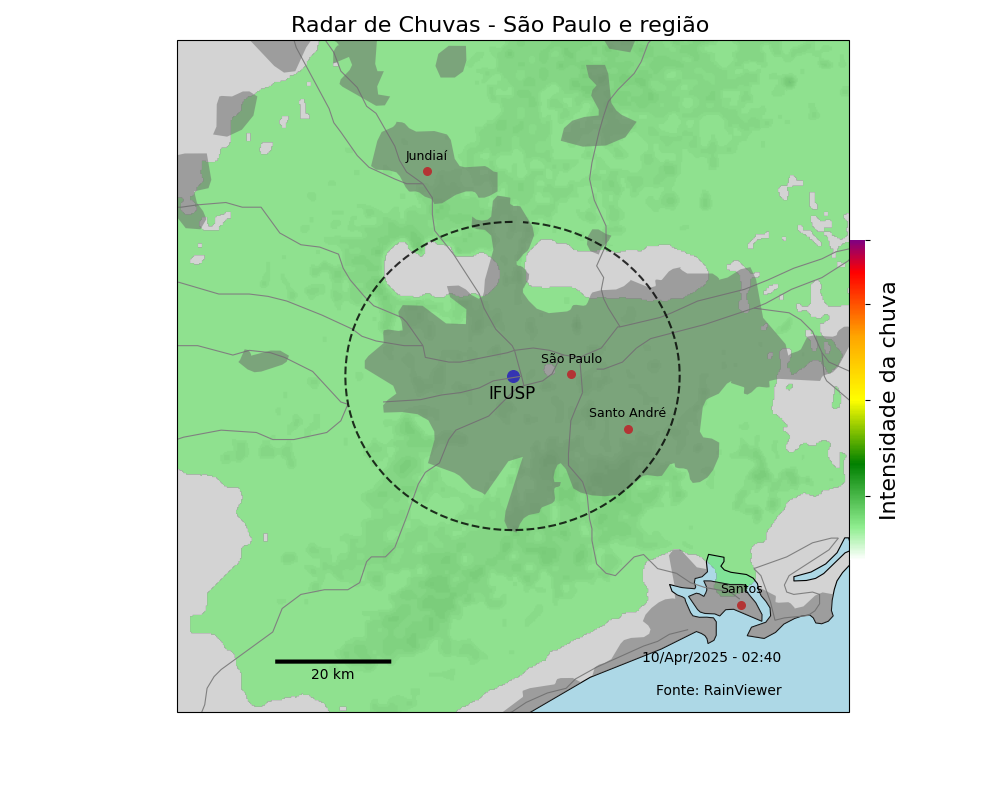 Radar de Chuvas - São Paulo e região
Jundiaí
São Paulo
IFUSP
Santo André
Santos
Intensidade da chuva
10/Apr/2025 - 02:40
20 km
Fonte: RainViewer